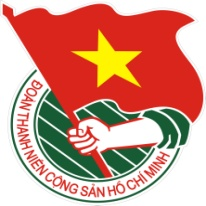 ĐOÀN THANH NIÊN CỘNG SẢN HỒ CHÍ MINH